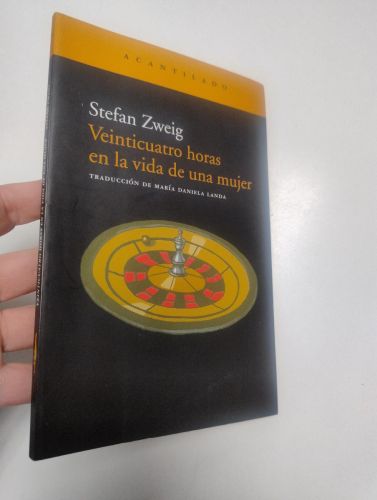 ACANTILADO
Stefan Zweig
Veinticuatro horas
en la vida de una mujer
TRADUCCIÓN DE MARÍA DANIELA LANDA